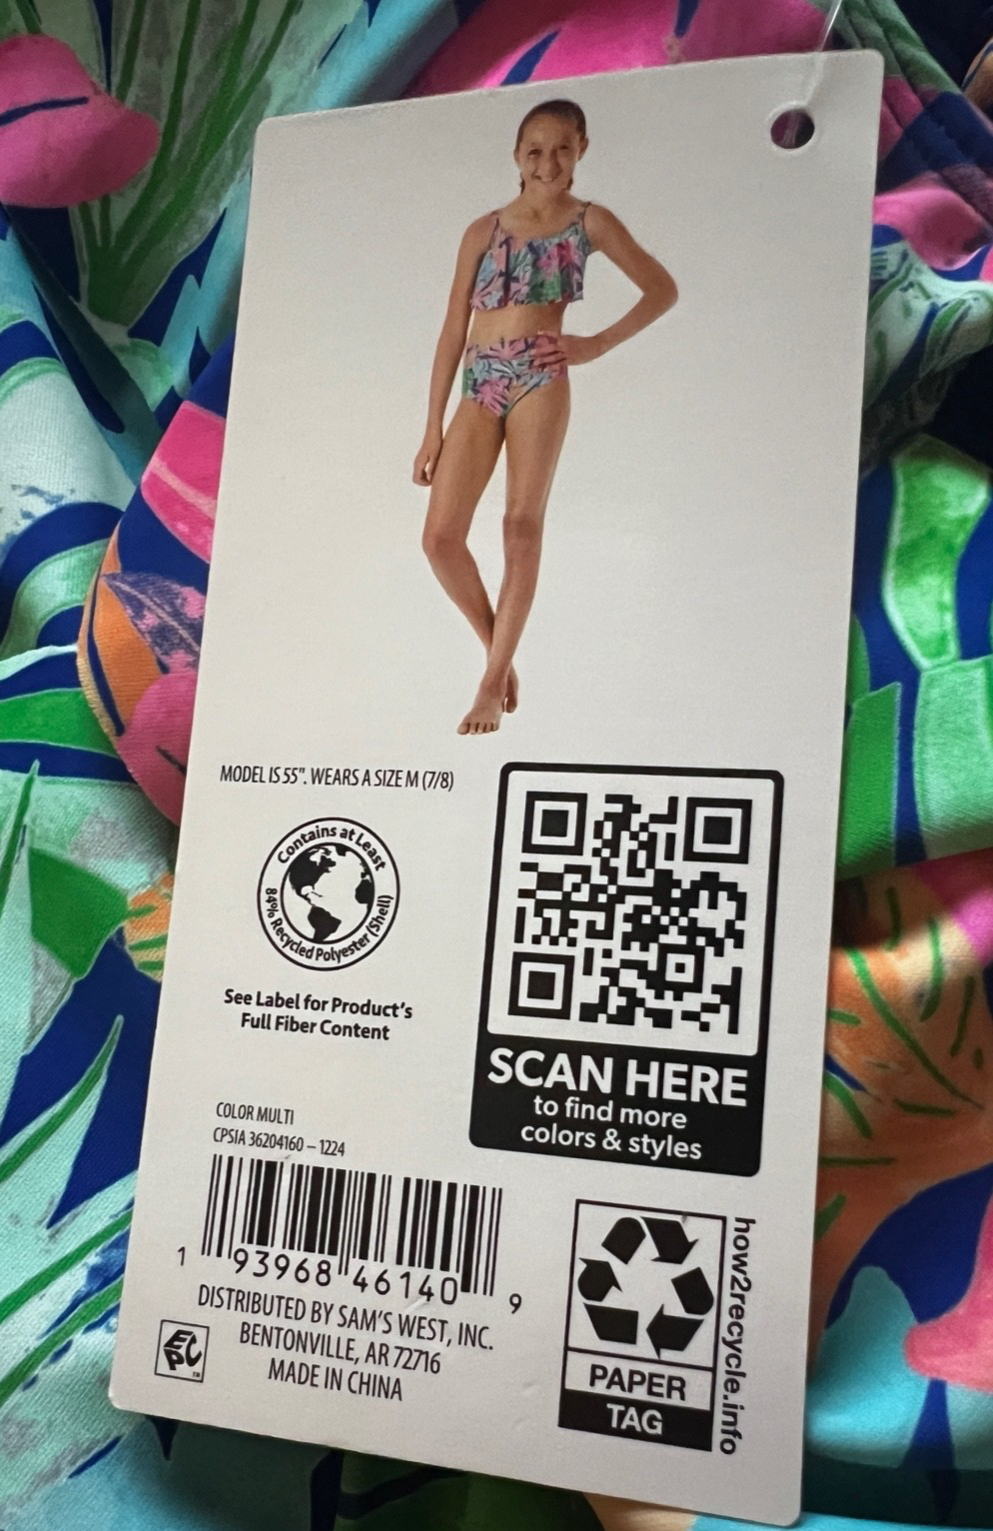 MODEL IS 55". WEARS A SIZE M (7/8)
Contains at Least
84% Recycled Polyester (Shell)
See Label for Product's
Full Fiber Content
SCAN HERE
to find more
colors & styles
COLOR MULTI
CPSIA 36204160 – 1224
1 93968 46140 9
DISTRIBUTED BY SAM'S WEST, INC.
BENTONVILLE, AR 72716
MADE IN CHINA
EPC TM
PAPER
TAG
how2recycle.info